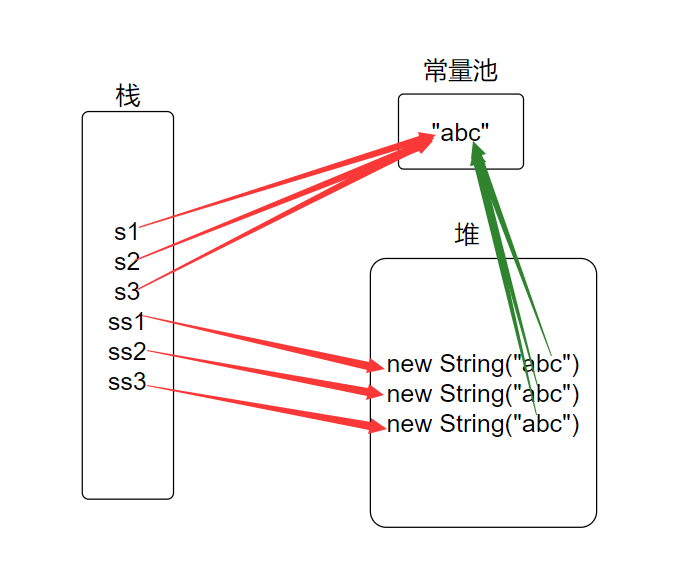 栈
s1
s2
s3
ss1
ss2
ss3
常量池
"abc"
堆
new String("abc")
new String("abc")
new String("abc")